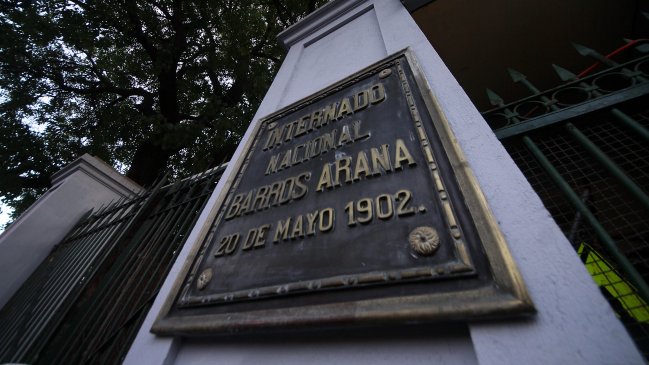 INTERNADO
NACIONAL
BARROS ARANA
20 DE MAYO 1902.